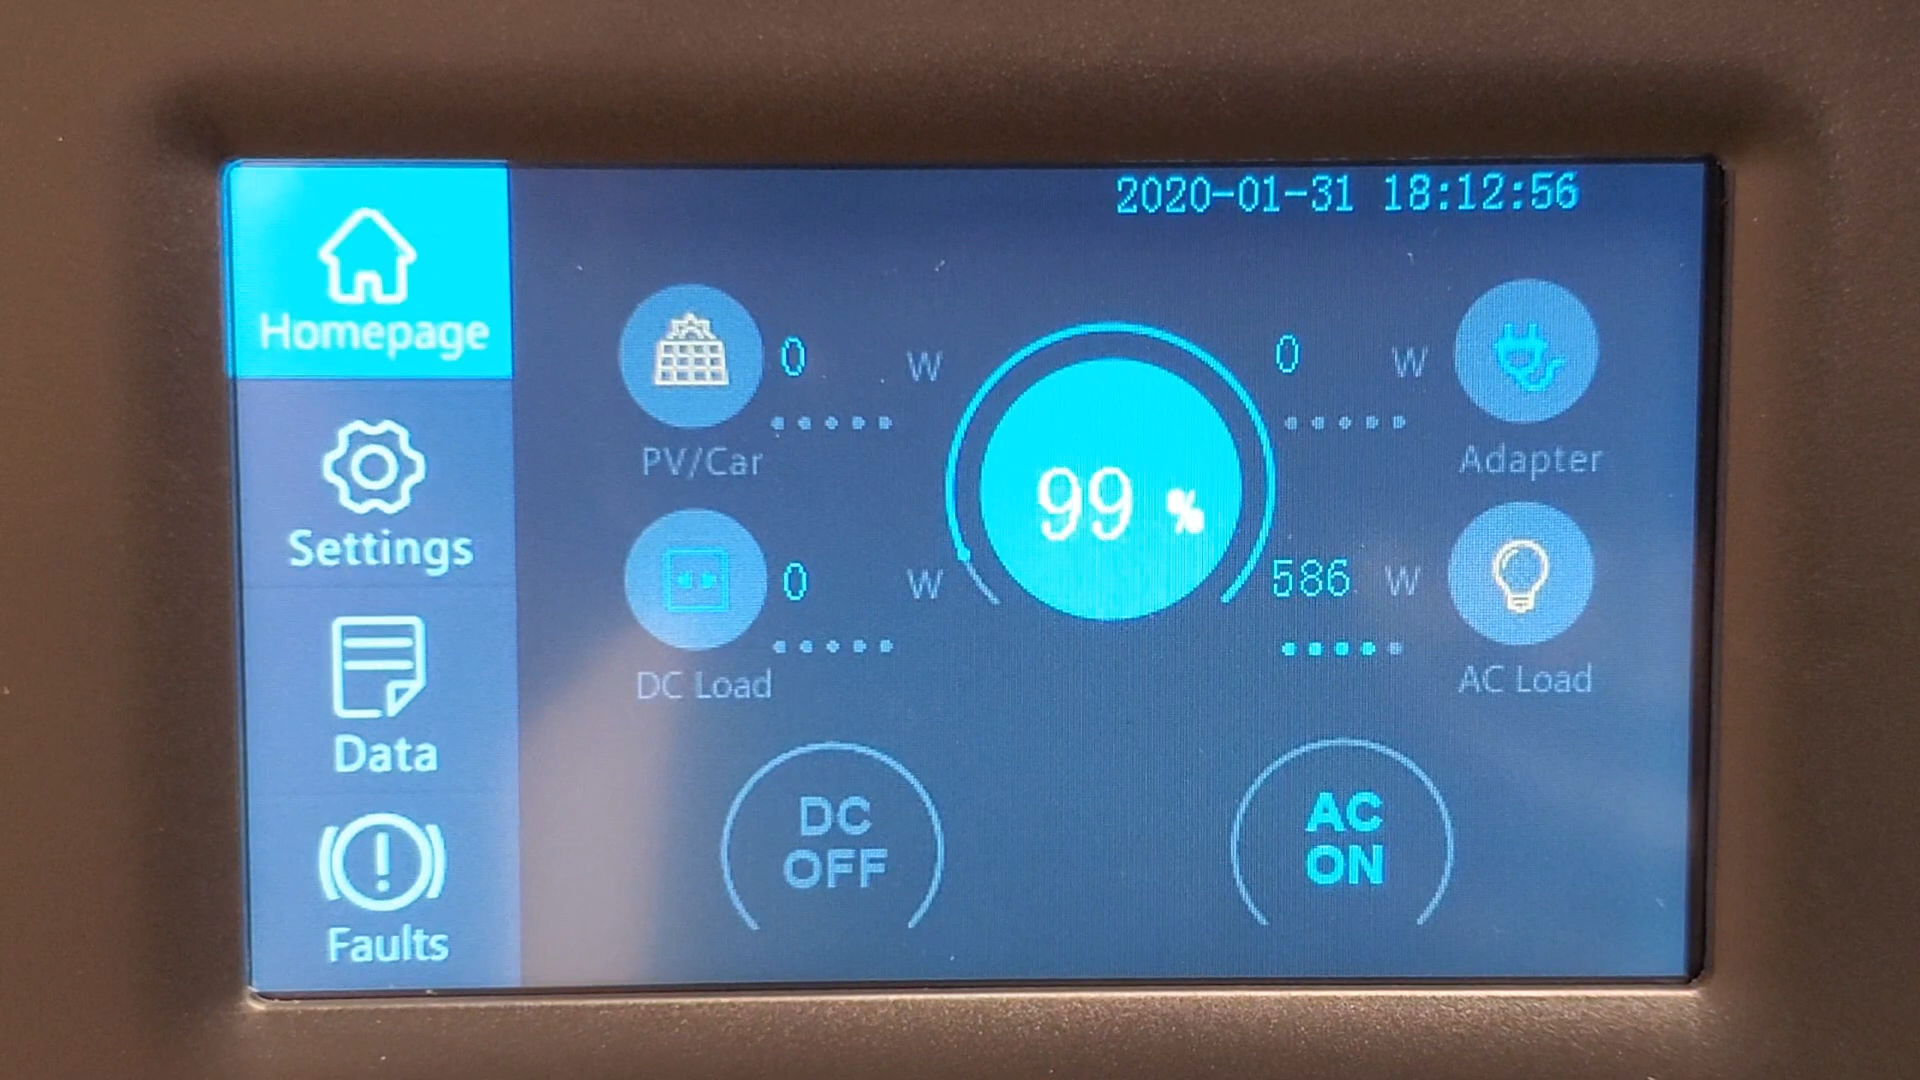 2020-01-31 18:12:56
Homepage
Settings
Data
Faults
0 W
PV/Car
0 W
Adapter
99 %
0 W
DC Load
586 W
AC Load
DC
OFF
AC
ON